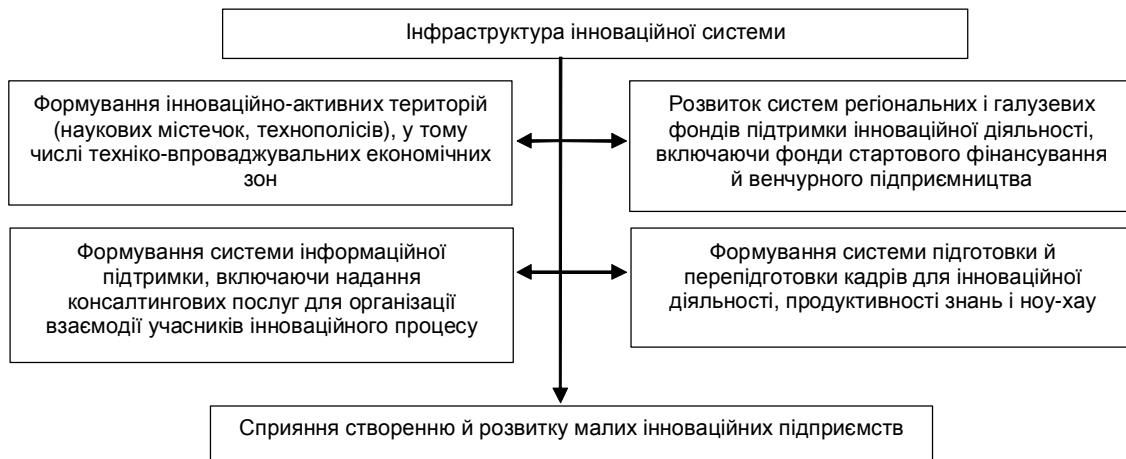 Інфраструктура інноваційної системи
Формування інноваційно-активних територій
(наукових містечок, технополісів), у тому
числі техніко-впроваджувальних економічних
зон
Розвиток систем регіональних і галузевих
фондів підтримки інноваційної діяльності,
включаючи фонди стартового фінансування
й венчурного підприємництва
Формування системи інформаційної
підтримки, включаючи надання
консалтингових послуг для організації
взаємодії учасників інноваційного процесу
Формування системи підготовки й
перепідготовки кадрів для інноваційної
діяльності, продуктивності знань і ноу-хау
Сприяння створенню й розвитку малих інноваційних підприємств